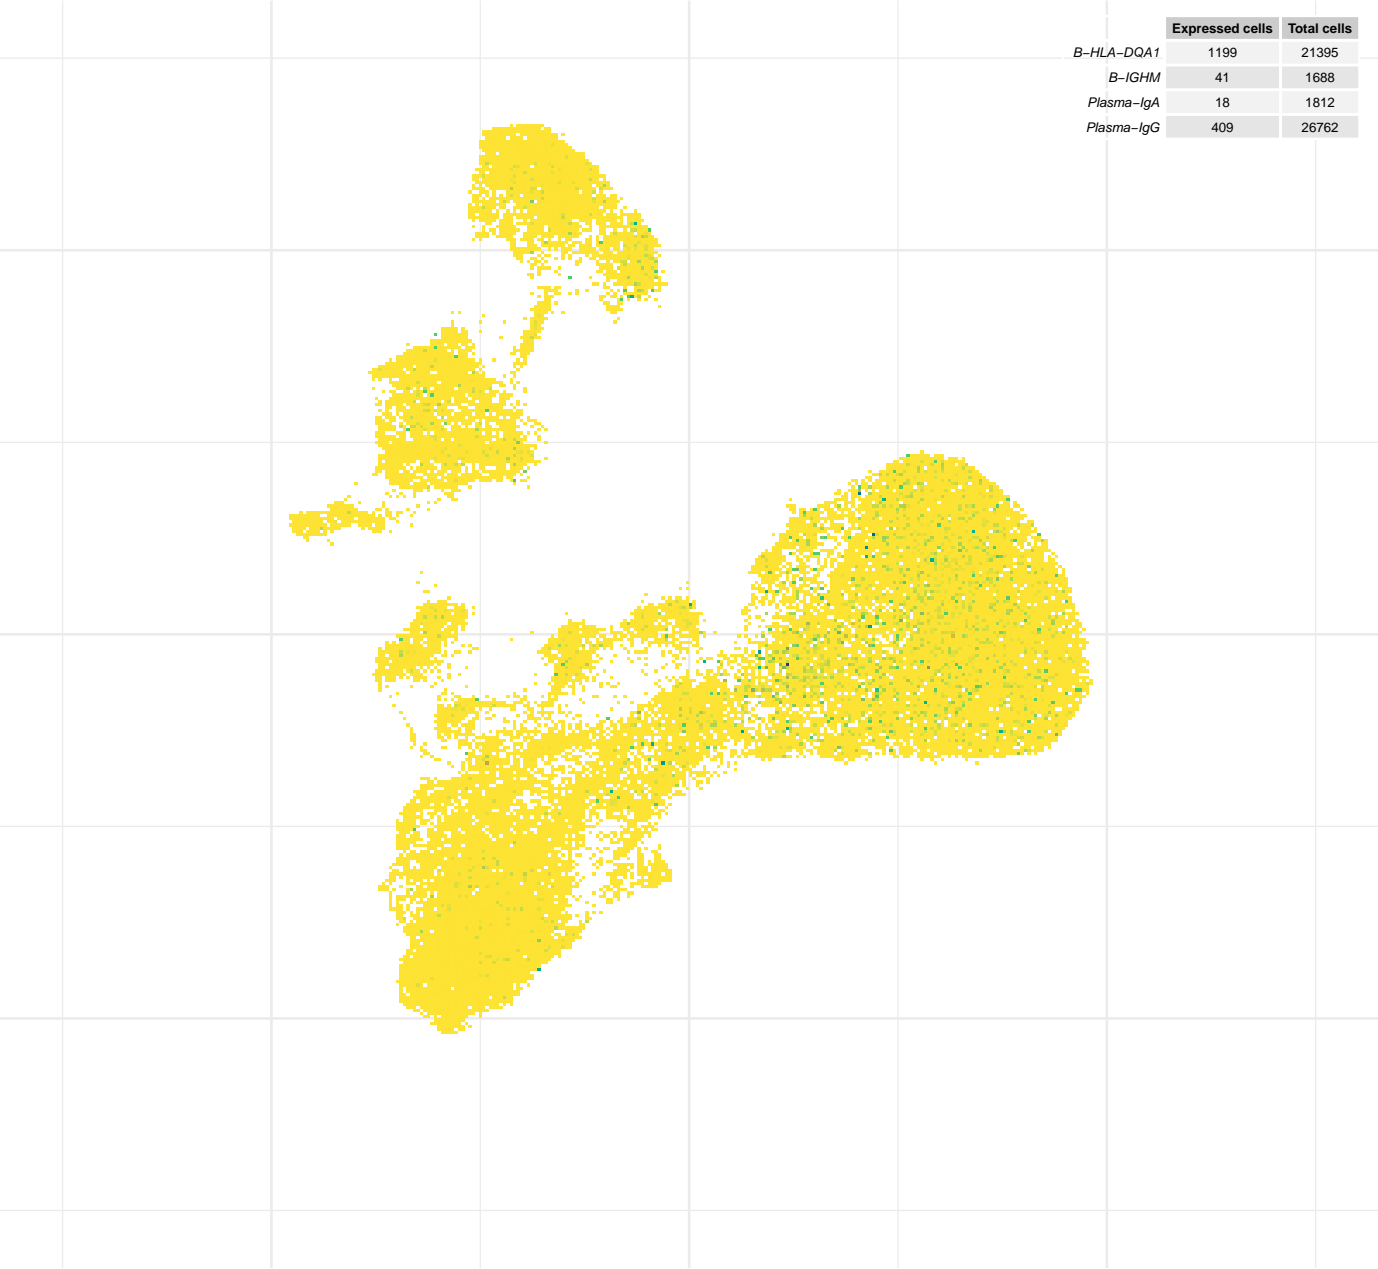 Expressed cells Total cells
B−HLA−DQA1 1199 21395
B−IGHM 41 1688
Plasma−IgA 18 1812
Plasma−IgG 409 26762